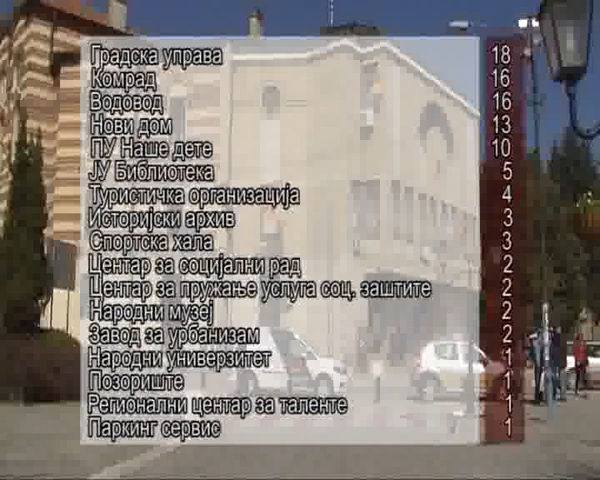 Градска управа 18
Комрад 16
Водовод 16
Нови дом 13
ПУ Наше дете 10
ЈУ Библиотека 5
Туристичка организација 4
Историјски архив 3
Спортска хала 3
Центар за социјални рад 2
Центар за пружање услуга соц. заштите 2
Народни музеј 2
Завод за урбанизам 2
Народни универзитет 1
Позориште 1
Регионални центар за таленте 1
Паркинг сервис 1